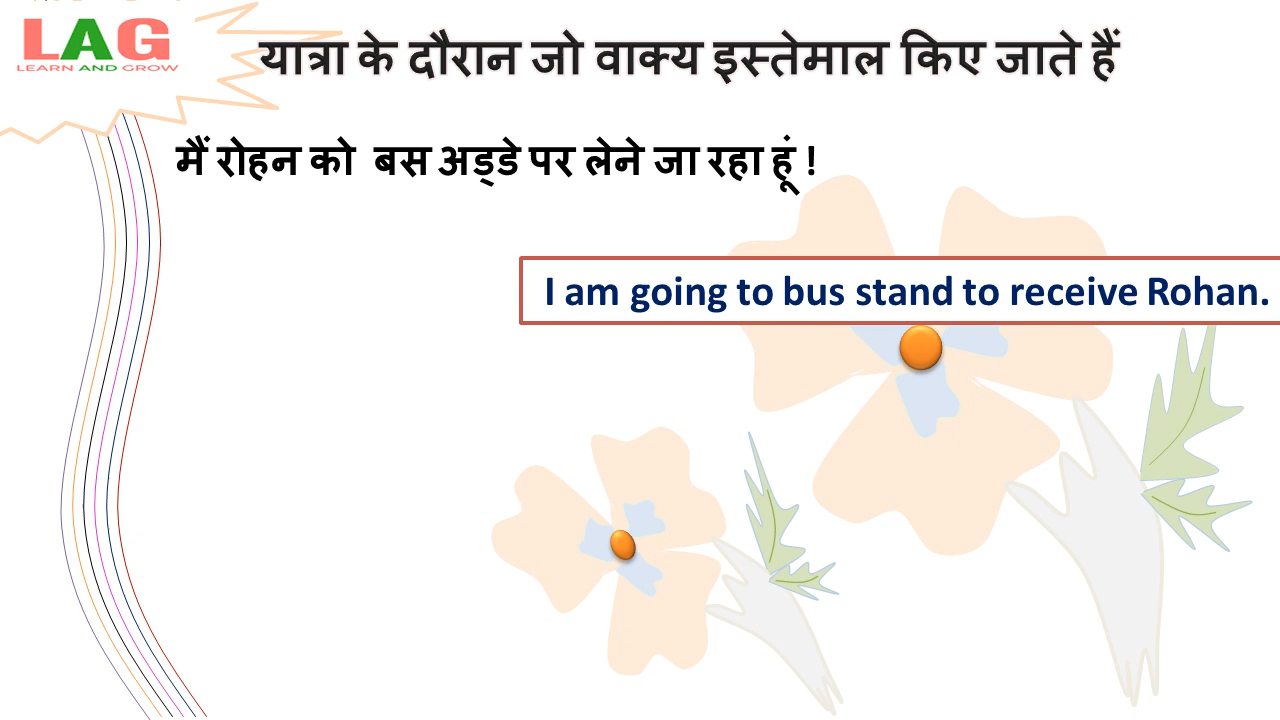 LAG
LEARN AND GROW
यात्रा के दौरान जो वाक्य इस्तेमाल किए जाते हैं
मैं रोहन को बस अड्डे पर लेने जा रहा हूं !
I am going to bus stand to receive Rohan.